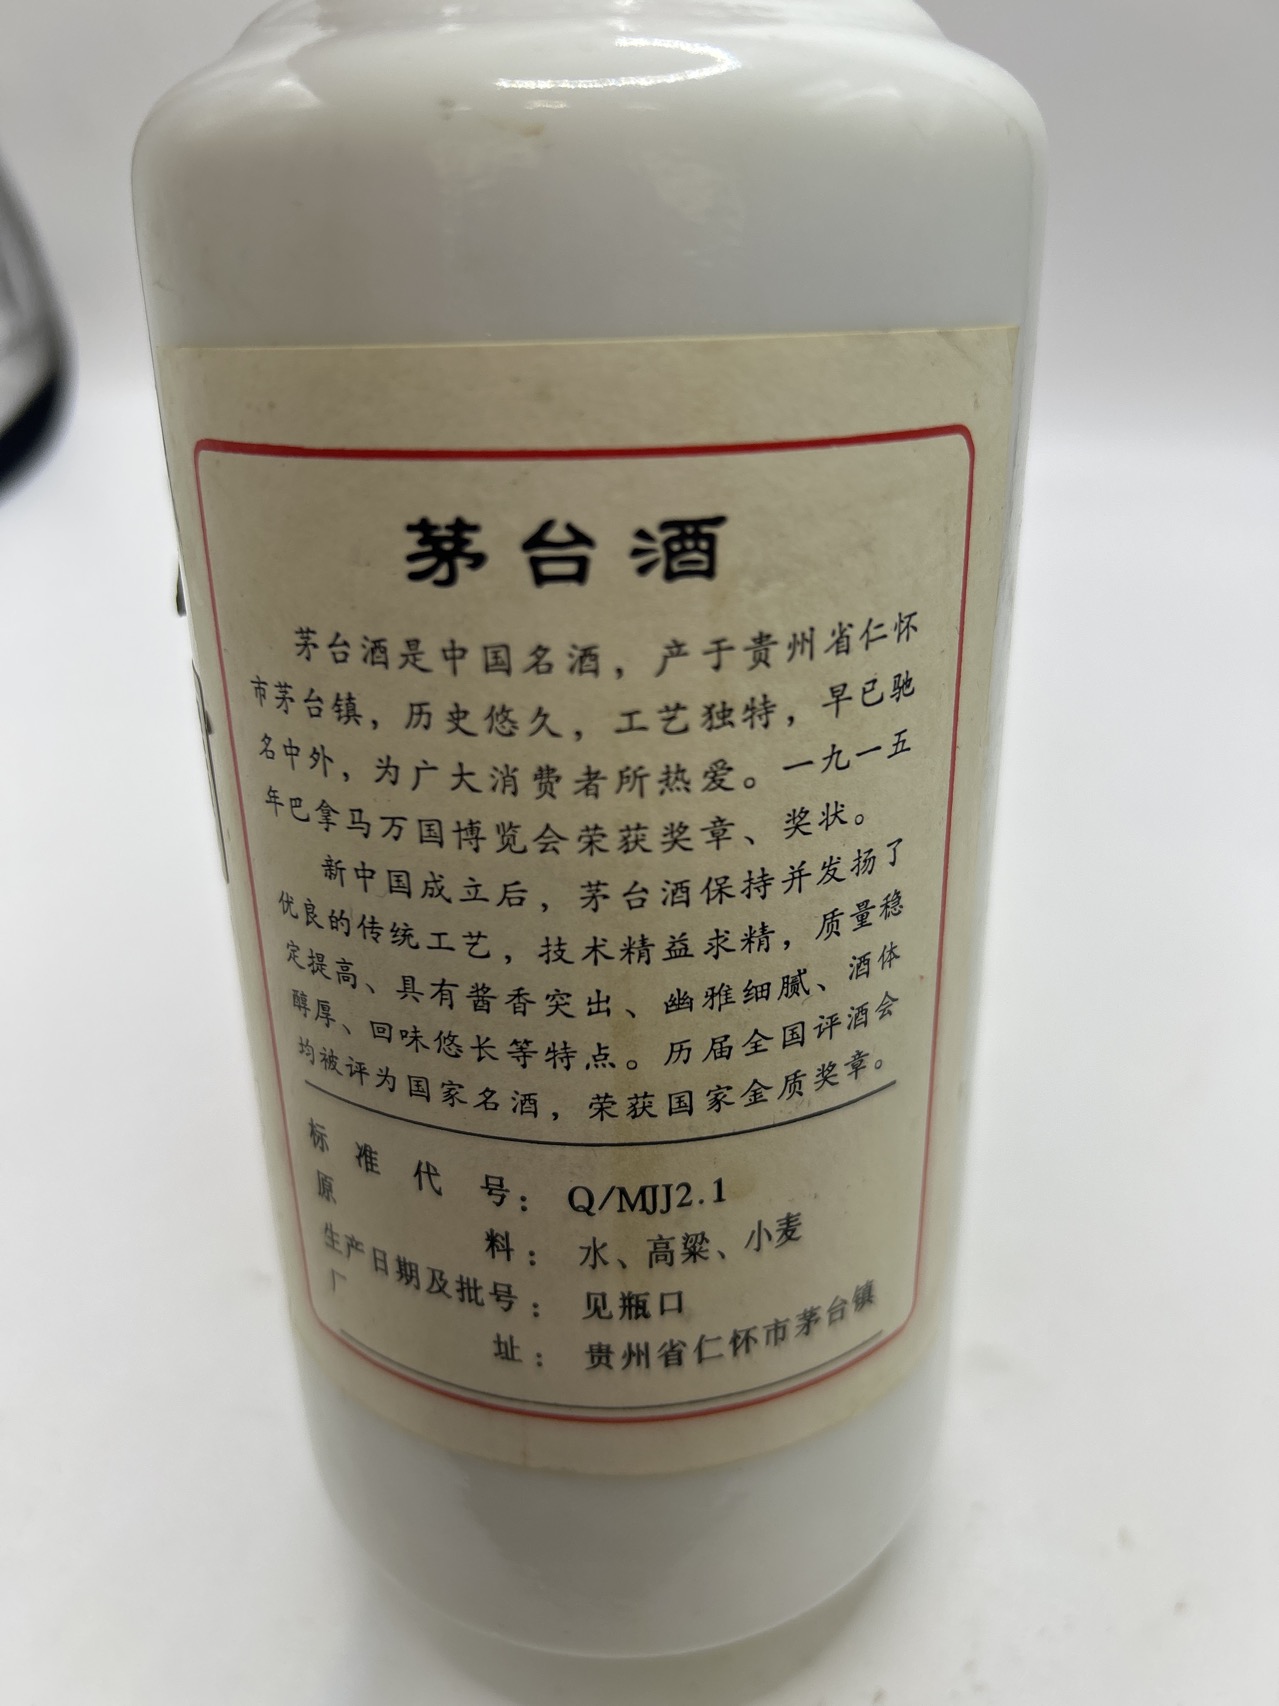 茅台酒
茅台酒是中国名酒，产于贵州省仁怀
市茅台镇，历史悠久，工艺独特，早已驰
名中外，为广大消费者所热爱。一九一五
年巴拿马万国博览会荣获奖章、奖状。
新中国成立后，茅台酒保持并发扬了
优良的传统工艺，技术精益求精，质量稳
定提高、具有酱香突出、幽雅细腻、酒体
醇厚、回味悠长等特点。历届全国评酒会
均被评为国家名酒，荣获国家金质奖章。
标准代号：Q/MJJ2.1
原料：水、高粱、小麦
生产日期及批号：见瓶口
厂址：贵州省仁怀市茅台镇